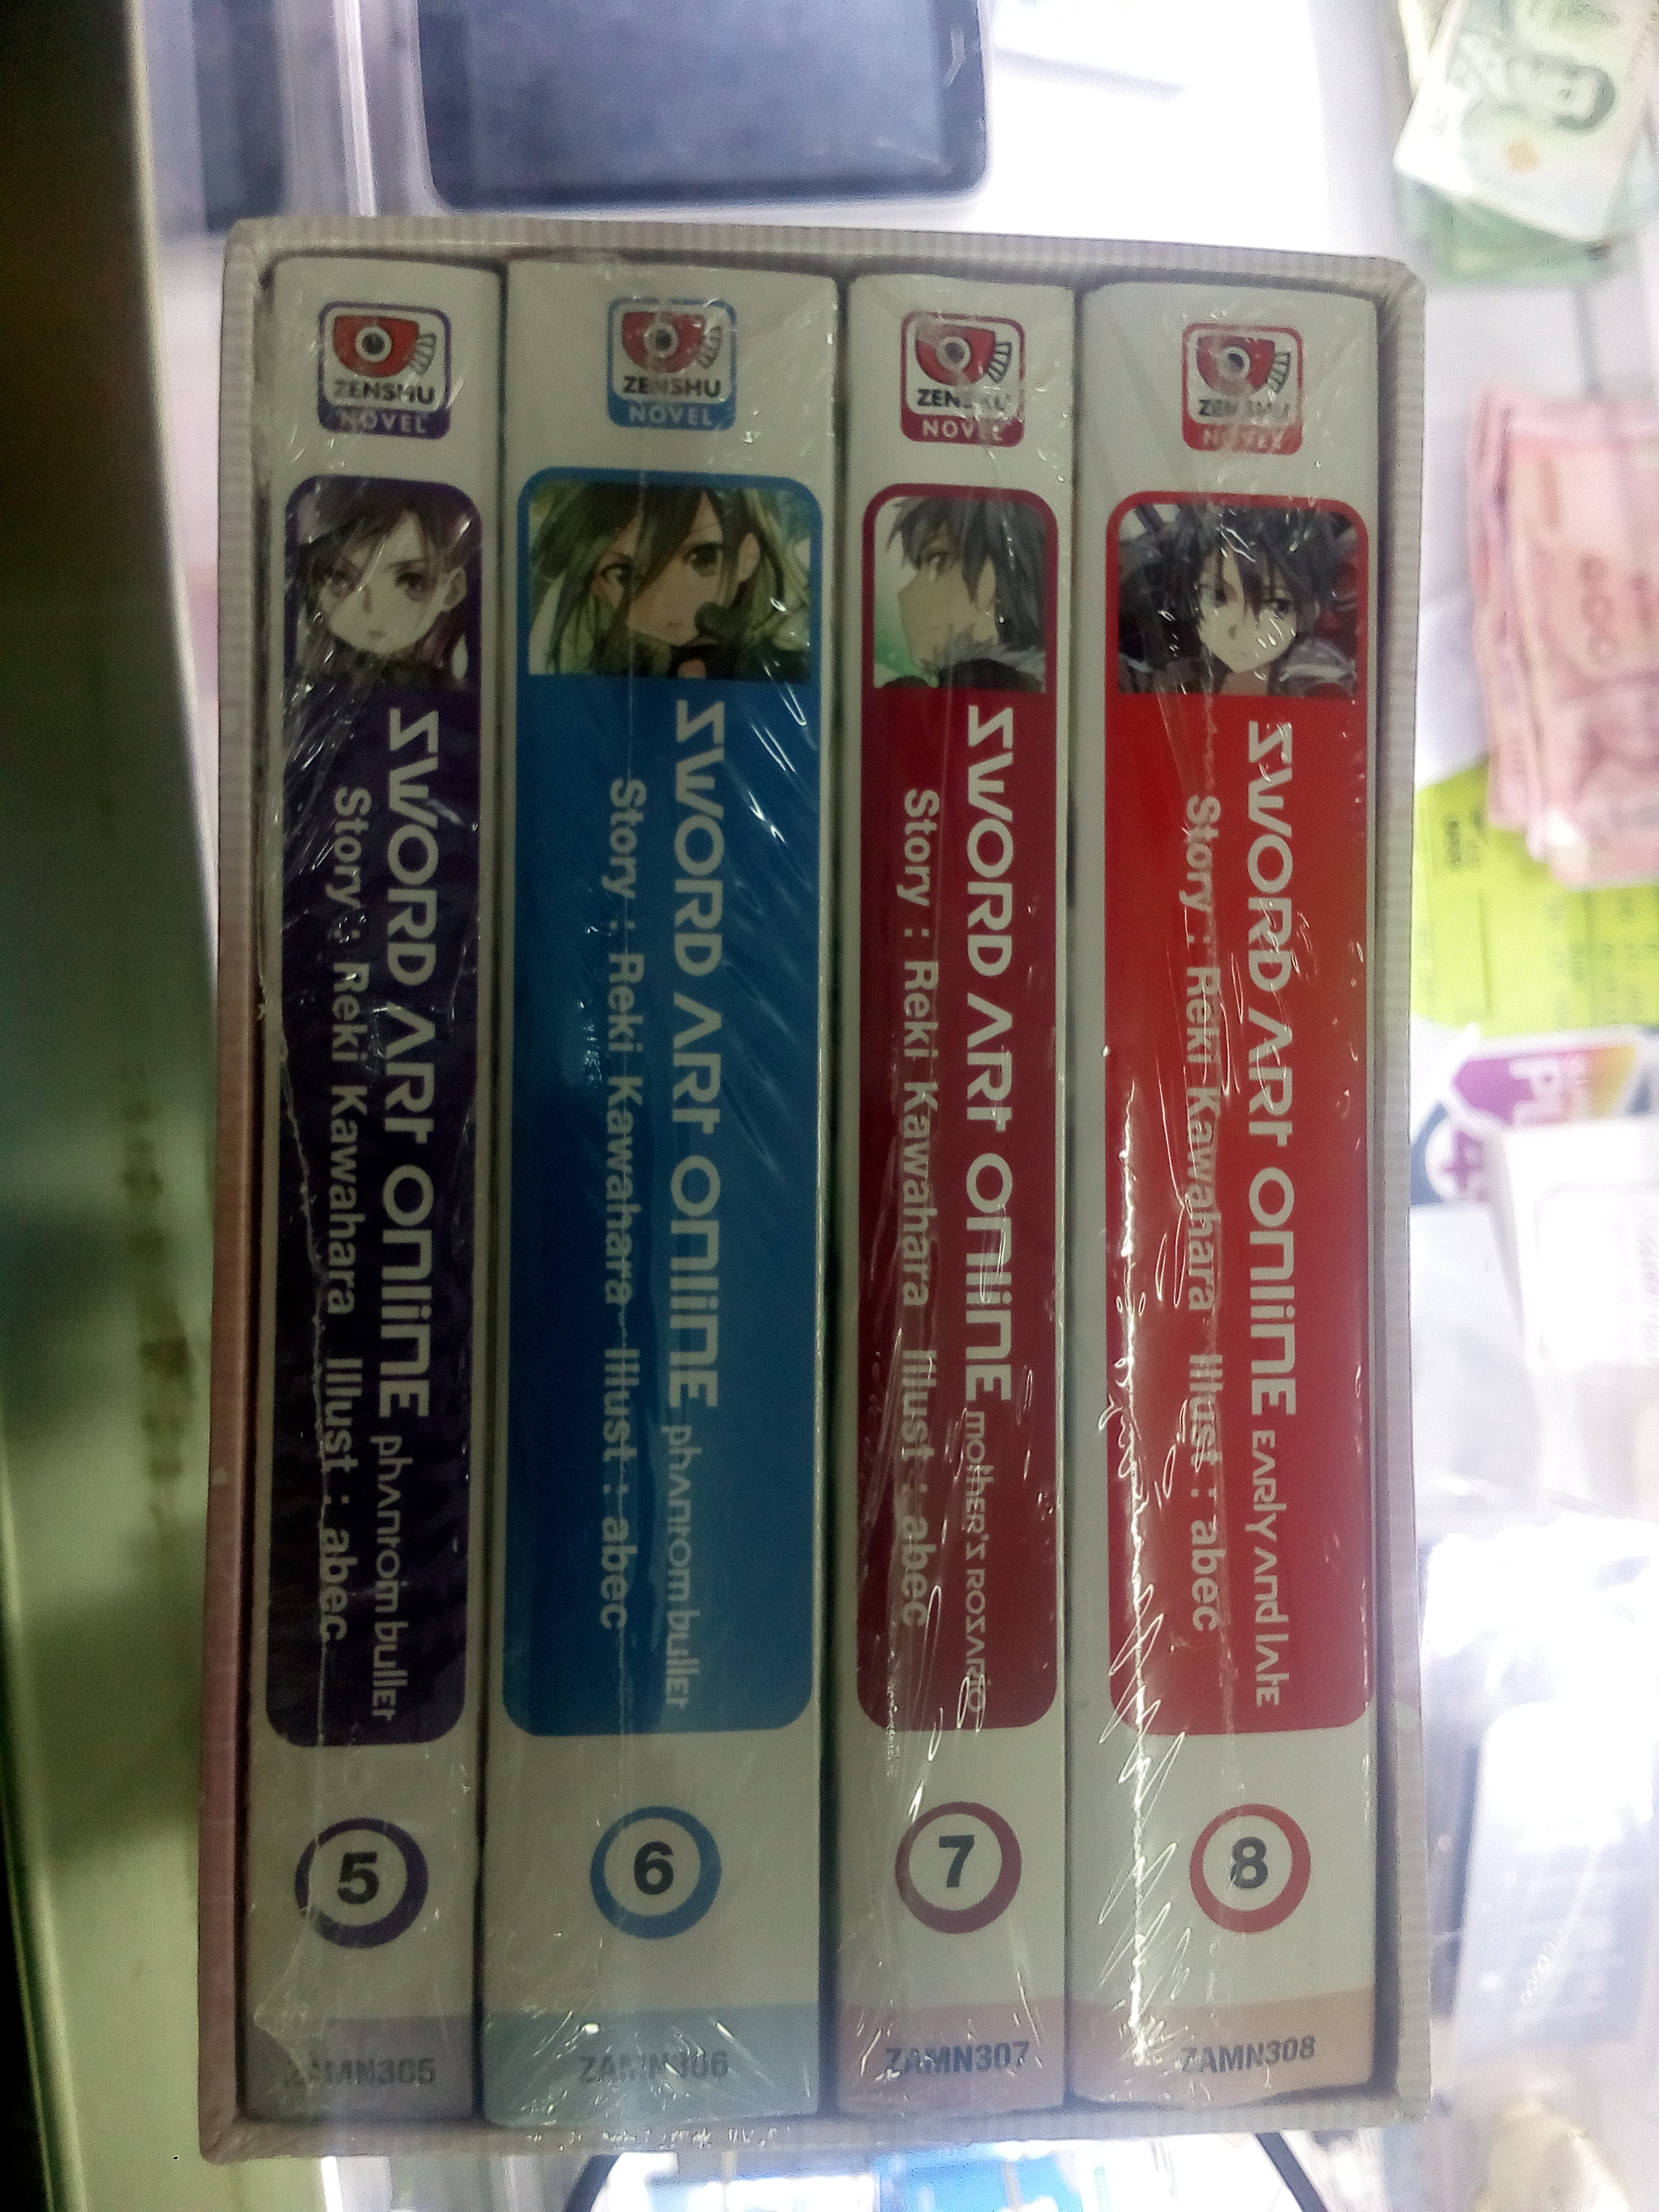 ZENSHU
NOVEL
SWORD ART ONLINE phantom bullet
Story : Reki Kawahara Illust : abec
5
ZAMN305
ZENSHU
NOVEL
SWORD ART ONLINE phantom bullet
Story : Reki Kawahara Illust : abec
6
ZAMN306
ZENSHU
NOVEL
SWORD ART ONLINE mother's rosario
Story : Reki Kawahara Illust : abec
7
ZAMN307
ZENSHU
NOVEL
SWORD ART ONLINE early and late
Story : Reki Kawahara Illust : abec
8
ZAMN308